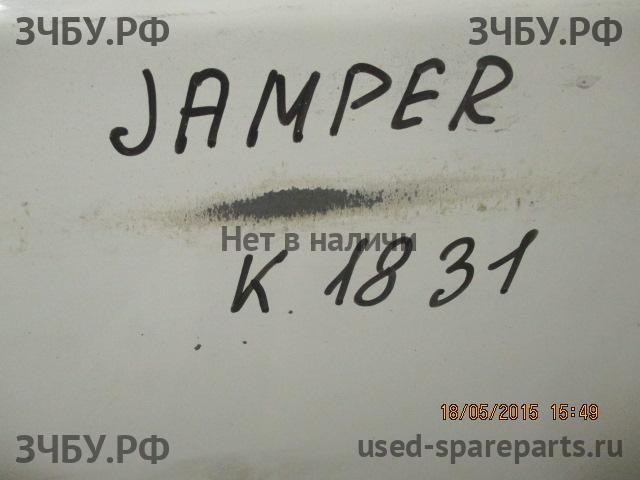 ЗЧБУ.РФ ЗЧБУ.РФ
JAMPER
Нет в наличи
К. 1831
18/05/2015 15:49
ЗЧБУ.РФ used-spareparts.ru